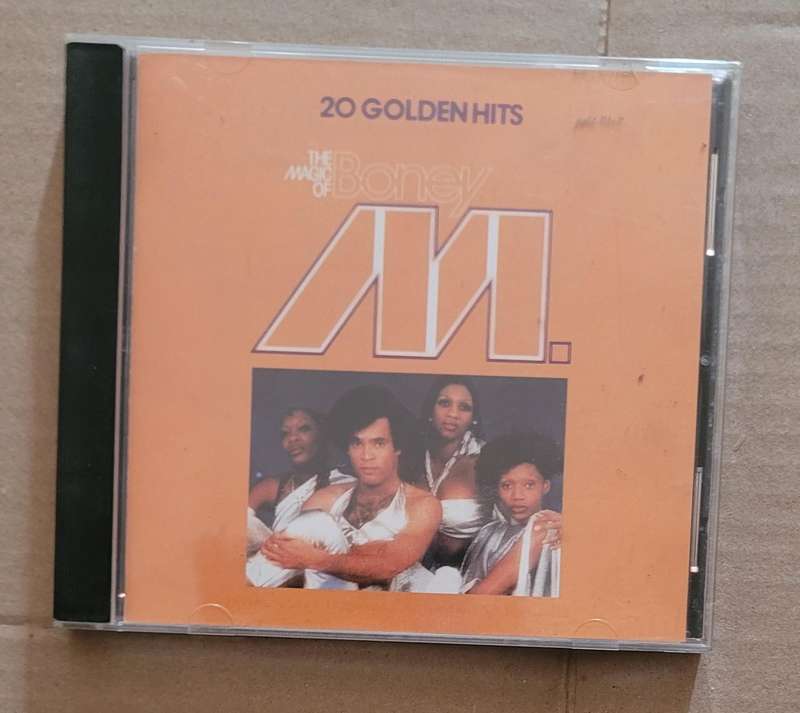 20 GOLDEN HITS
THE
MAGIC
OF
Boney
M.